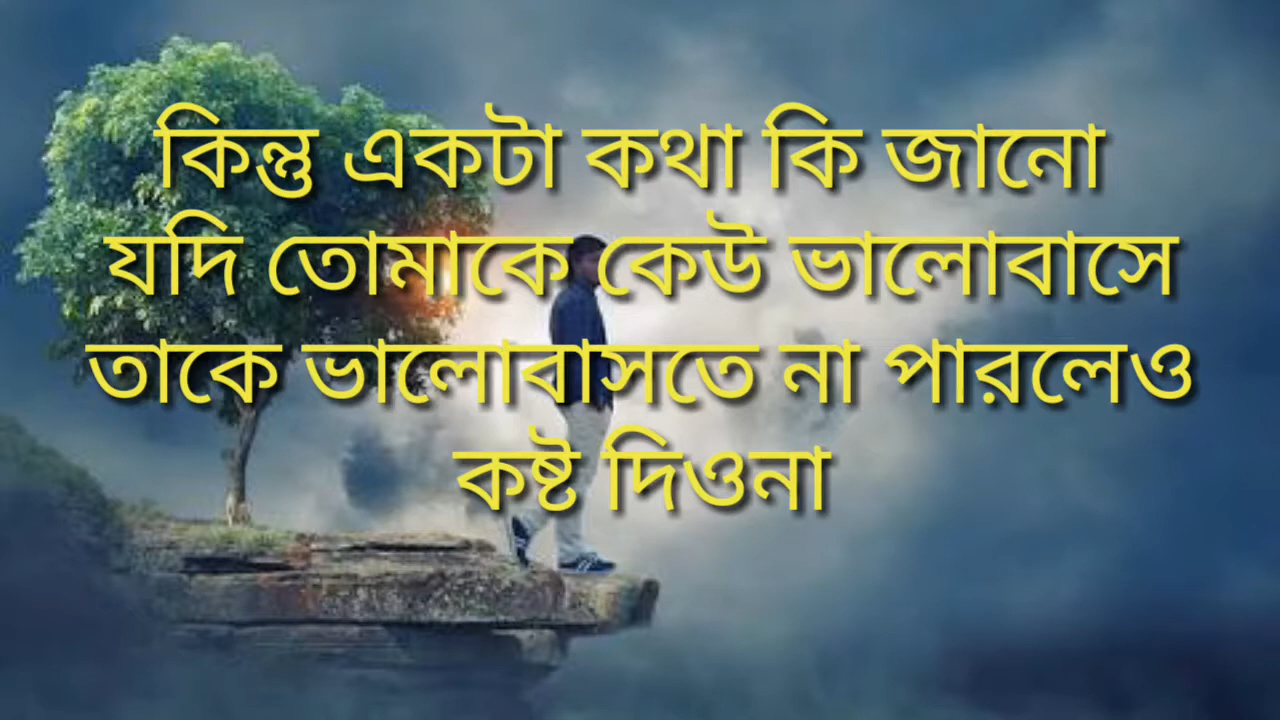 কিন্তু একটা কথা কি জানো
যদি তোমাকে কেউ ভালোবাসে
তাকে ভালোবাসতে না পারলেও
কষ্ট দিওনা